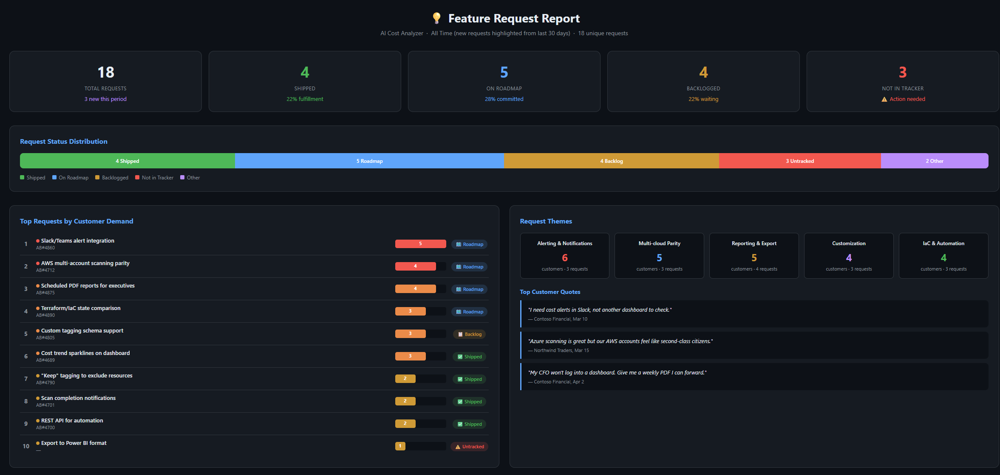 💡 Feature Request Report
AI Cost Analyzer · All Time (new requests highlighted from last 30 days) · 18 unique requests
18
TOTAL REQUESTS
3 new this period
4
SHIPPED
22% fulfillment
5
ON ROADMAP
28% committed
4
BACKLOGGED
22% waiting
3
NOT IN TRACKER
⚠️ Action needed
Request Status Distribution
4 Shipped
5 Roadmap
4 Backlog
3 Untracked
2 Other
Shipped
On Roadmap
Backlogged
Not in Tracker
Other
Top Requests by Customer Demand
1
Slack/Teams alert integration
AB#4860
5
Roadmap
2
AWS multi-account scanning parity
AB#4712
4
Roadmap
3
Scheduled PDF reports for executives
AB#4875
4
Roadmap
4
Terraform/IaC state comparison
AB#4890
3
Roadmap
5
Custom tagging schema support
AB#4805
3
Backlog
6
Cost trend sparklines on dashboard
AB#4689
3
Shipped
7
"Keep" tagging to exclude resources
AB#4790
2
Shipped
8
Scan completion notifications
AB#4701
2
Shipped
9
REST API for automation
AB#4700
2
Shipped
10
Export to Power BI format
—
1
Untracked
Request Themes
Alerting & Notifications
6
customers · 3 requests
Multi-cloud Parity
5
customers · 3 requests
Reporting & Export
5
customers · 4 requests
Customization
4
customers · 3 requests
IaC & Automation
4
customers · 3 requests
Top Customer Quotes
"I need cost alerts in Slack, not another dashboard to check."
— Contoso Financial, Mar 10
"Azure scanning is great but our AWS accounts feel like second-class citizens."
— Northwind Traders, Mar 15
"My CFO won't log into a dashboard. Give me a weekly PDF I can forward."
— Contoso Financial, Apr 2